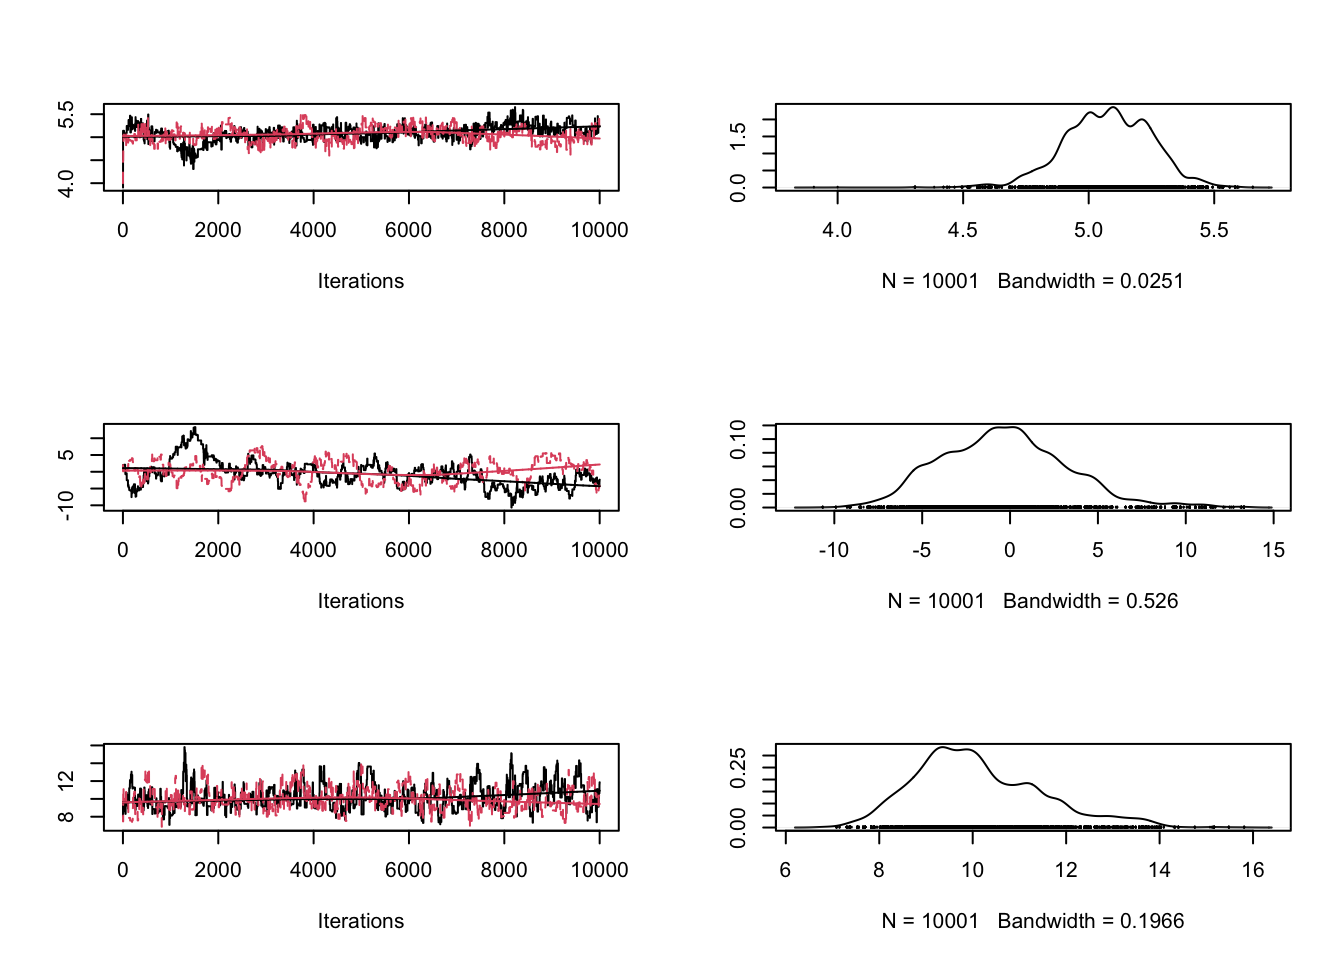 5.5
4.0
0 2000 4000 6000 8000 10000
Iterations
1.5
0.0
4.0 4.5 5.0 5.5
N = 10001 Bandwidth = 0.0251
5
-10
0 2000 4000 6000 8000 10000
Iterations
0.10
0.00
-10 -5 0 5 10 15
N = 10001 Bandwidth = 0.526
12
8
0 2000 4000 6000 8000 10000
Iterations
0.25
0.00
6 8 10 12 14 16
N = 10001 Bandwidth = 0.1966